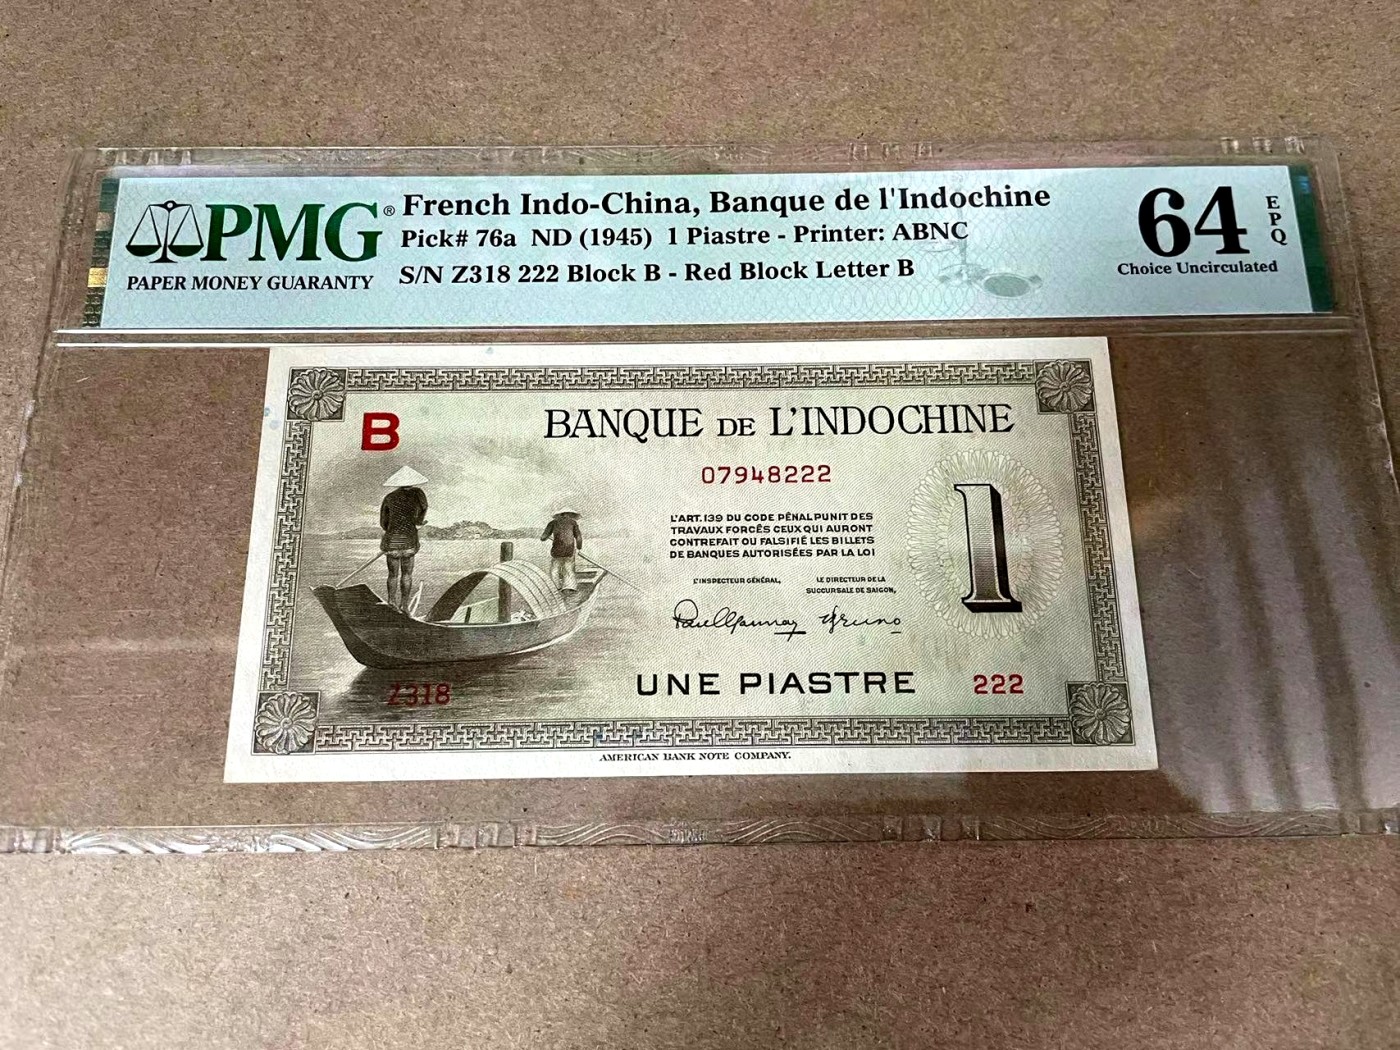 PMG®
PAPER MONEY GUARANTY
French Indo-China, Banque de l'Indochine
Pick# 76a ND (1945) 1 Piastre - Printer: ABNC
S/N Z318 222 Block B - Red Block Letter B
64
EPQ
Choice Uncirculated
B
BANQUE DE L'INDOCHINE
07948222
L'ART. 139 DU CODE PÉNAL PUNIT DES
TRAVAUX FORCÉS CEUX QUI AURONT
CONTREFAIT OU FALSIFIÉ LES BILLETS
DE BANQUES AUTORISÉES PAR LA LOI
1
L'INSPECTEUR GÉNÉRAL,
LE DIRECTEUR DE LA
SUCCURSALE DE SAIGON,
Z318
UNE PIASTRE
222
AMERICAN BANK NOTE COMPANY.